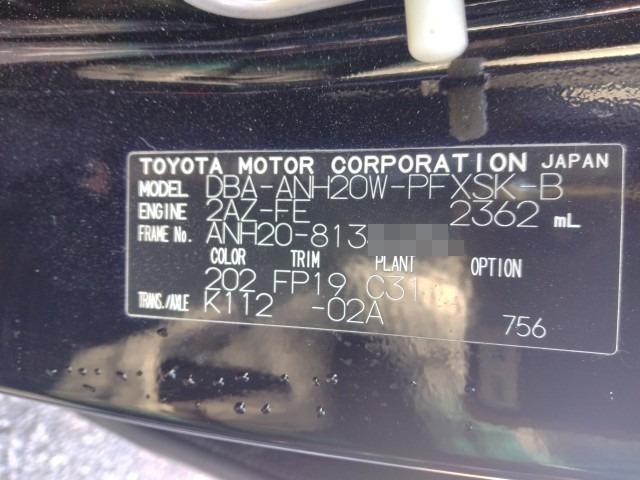 TOYOTA MOTOR CORPORATION JAPAN
MODEL DBA-ANH20W-PFXSK-B
ENGINE 2AZ-FE 2362 mL
FRAME No. ANH20-813
COLOR TRIM PLANT OPTION
202 FP19 C31
TRANS./AXLE K112 -02A
756